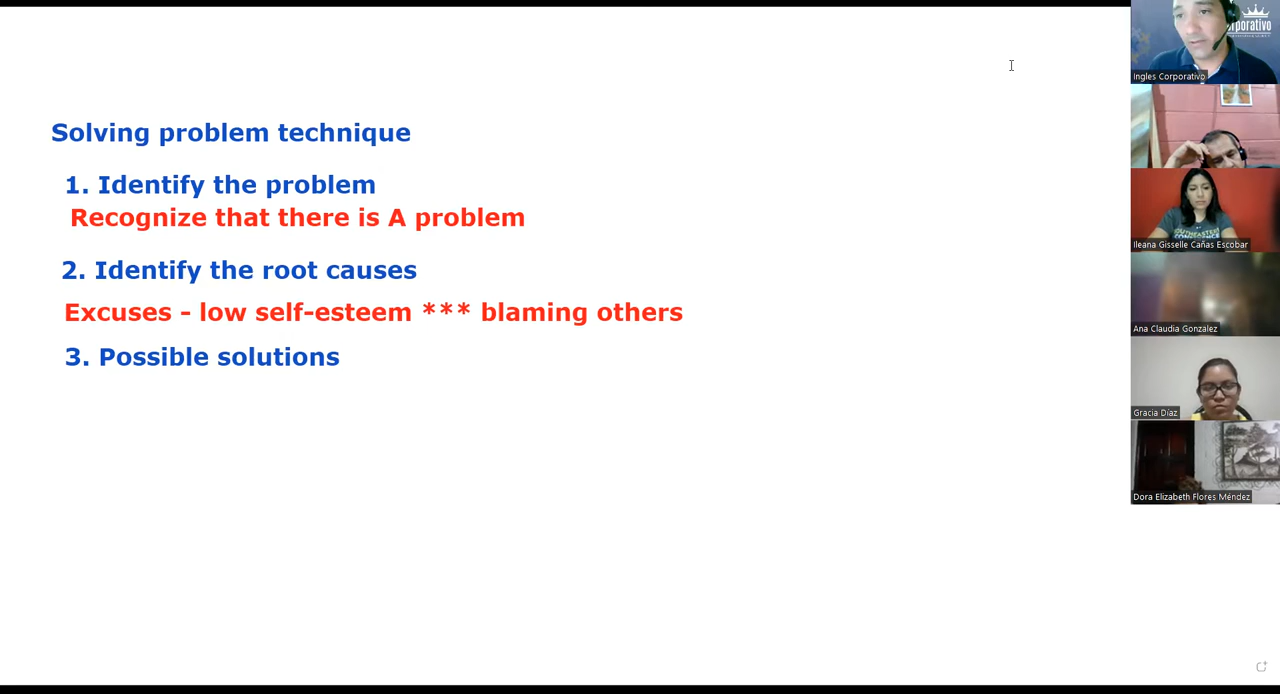 Solving problem technique
1. Identify the problem
Recognize that there is A problem
2. Identify the root causes
Excuses - low self-esteem *** blaming others
3. Possible solutions
Ingles Corporativo
Ileana Gisselle Cañas Escobar
Ana Claudia Gonzalez
Gracia Díaz
Dora Elizabeth Flores Méndez